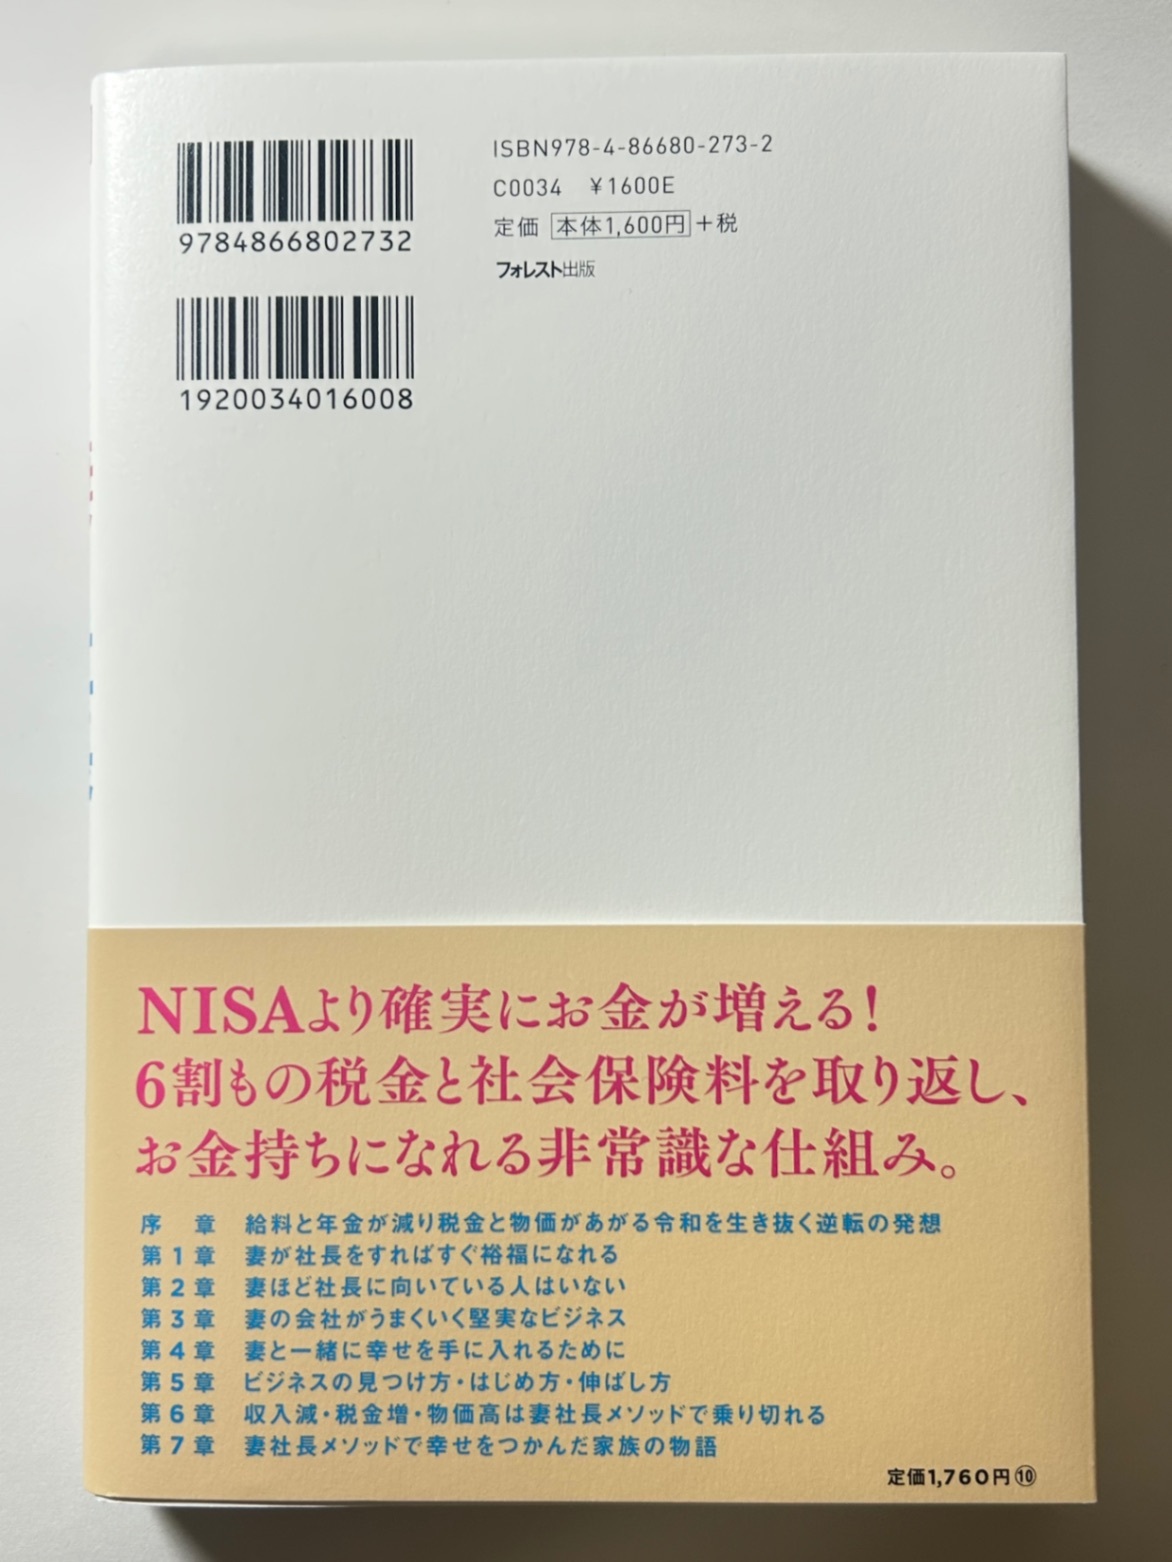 ISBN978-4-86680-273-2
C0034 ¥1600E
定価 本体1,600円+税
フォレスト出版
9784866802732
1920034016008
NISAより確実にお金が増える!
6割もの税金と社会保険料を取り返し、
お金持ちになれる非常識な仕組み。
序 章 給料と年金が減り税金と物価があがる令和を生き抜く逆転の発想
第1章 妻が社長をすればすぐ裕福になれる
第2章 妻ほど社長に向いている人はいない
第3章 妻の会社がうまくいく堅実なビジネス
第4章 妻と一緒に幸せを手に入れるために
第5章 ビジネスの見つけ方・はじめ方・伸ばし方
第6章 収入減・税金増・物価高は妻社長メソッドで乗り切れる
第7章 妻社長メソッドで幸せをつかんだ家族の物語
定価1,760円⑩